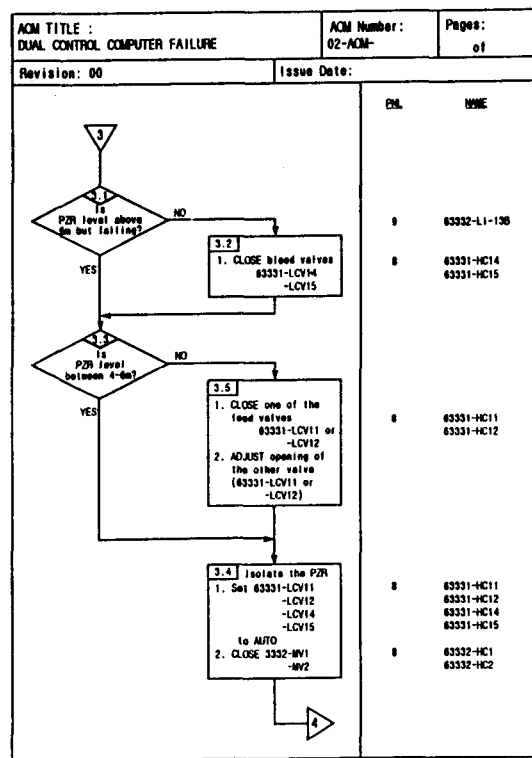 AOM TITLE :
DUAL CONTROL COMPUTER FAILURE
AOM Number:
02-AOM-
Pages:
of
Revision: 00
Issue Date:
PNL
NAME
3
3.1
Is
PZR level above
6m but falling?
NO
YES
9
63332-LI-13B
3.2
1. CLOSE bleed valves
63331-LCV14
-LCV15
8
63331-HC14
63331-HC15
3.3
Is
PZR level
between 4-6m?
NO
YES
3.5
1. CLOSE one of the
feed valves
63331-LCV11 or
-LCV12
2. ADJUST opening of
the other valve
(63331-LCV11 or
-LCV12)
8
63331-HC11
63331-HC12
3.4 Isolate the PZR
1. Set 63331-LCV11
-LCV12
-LCV14
-LCV15
to AUTO
2. CLOSE 3332-MV1
-MV2
8
63331-HC11
63331-HC12
63331-HC14
63331-HC15
8
63332-HC1
63332-HC2
4